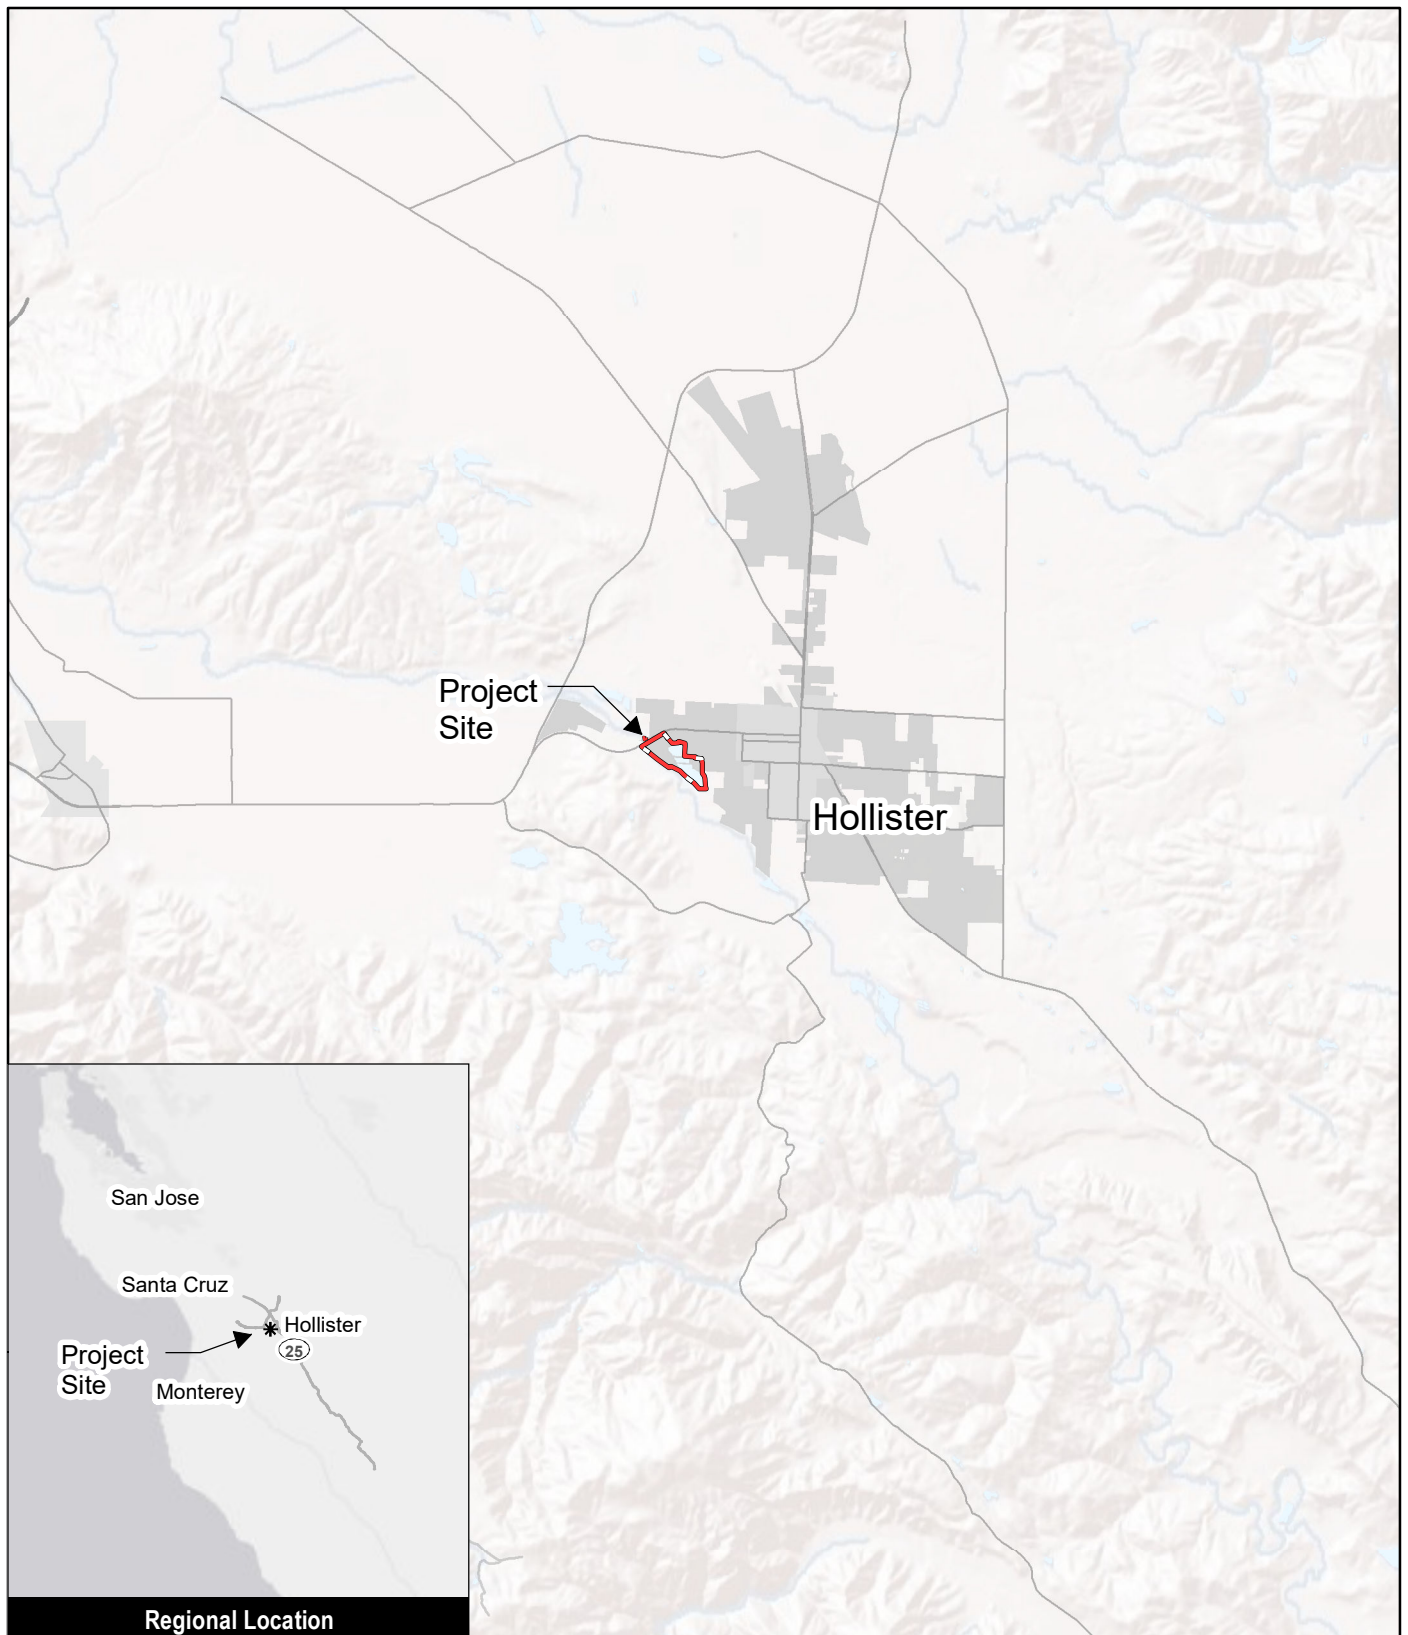 Project
Site
Hollister
San Jose
Santa Cruz
Hollister
25
Project
Site
Monterey
Regional Location